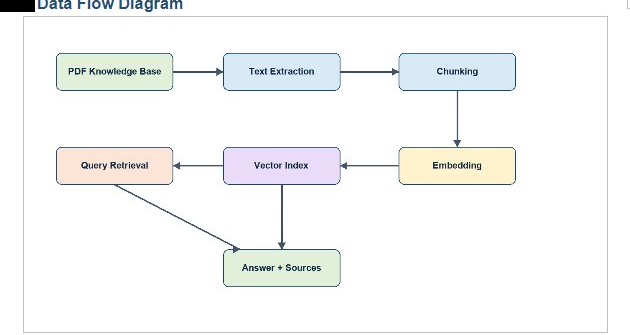 Data Flow Diagram
PDF Knowledge Base
Text Extraction
Chunking
Query Retrieval
Vector Index
Embedding
Answer + Sources